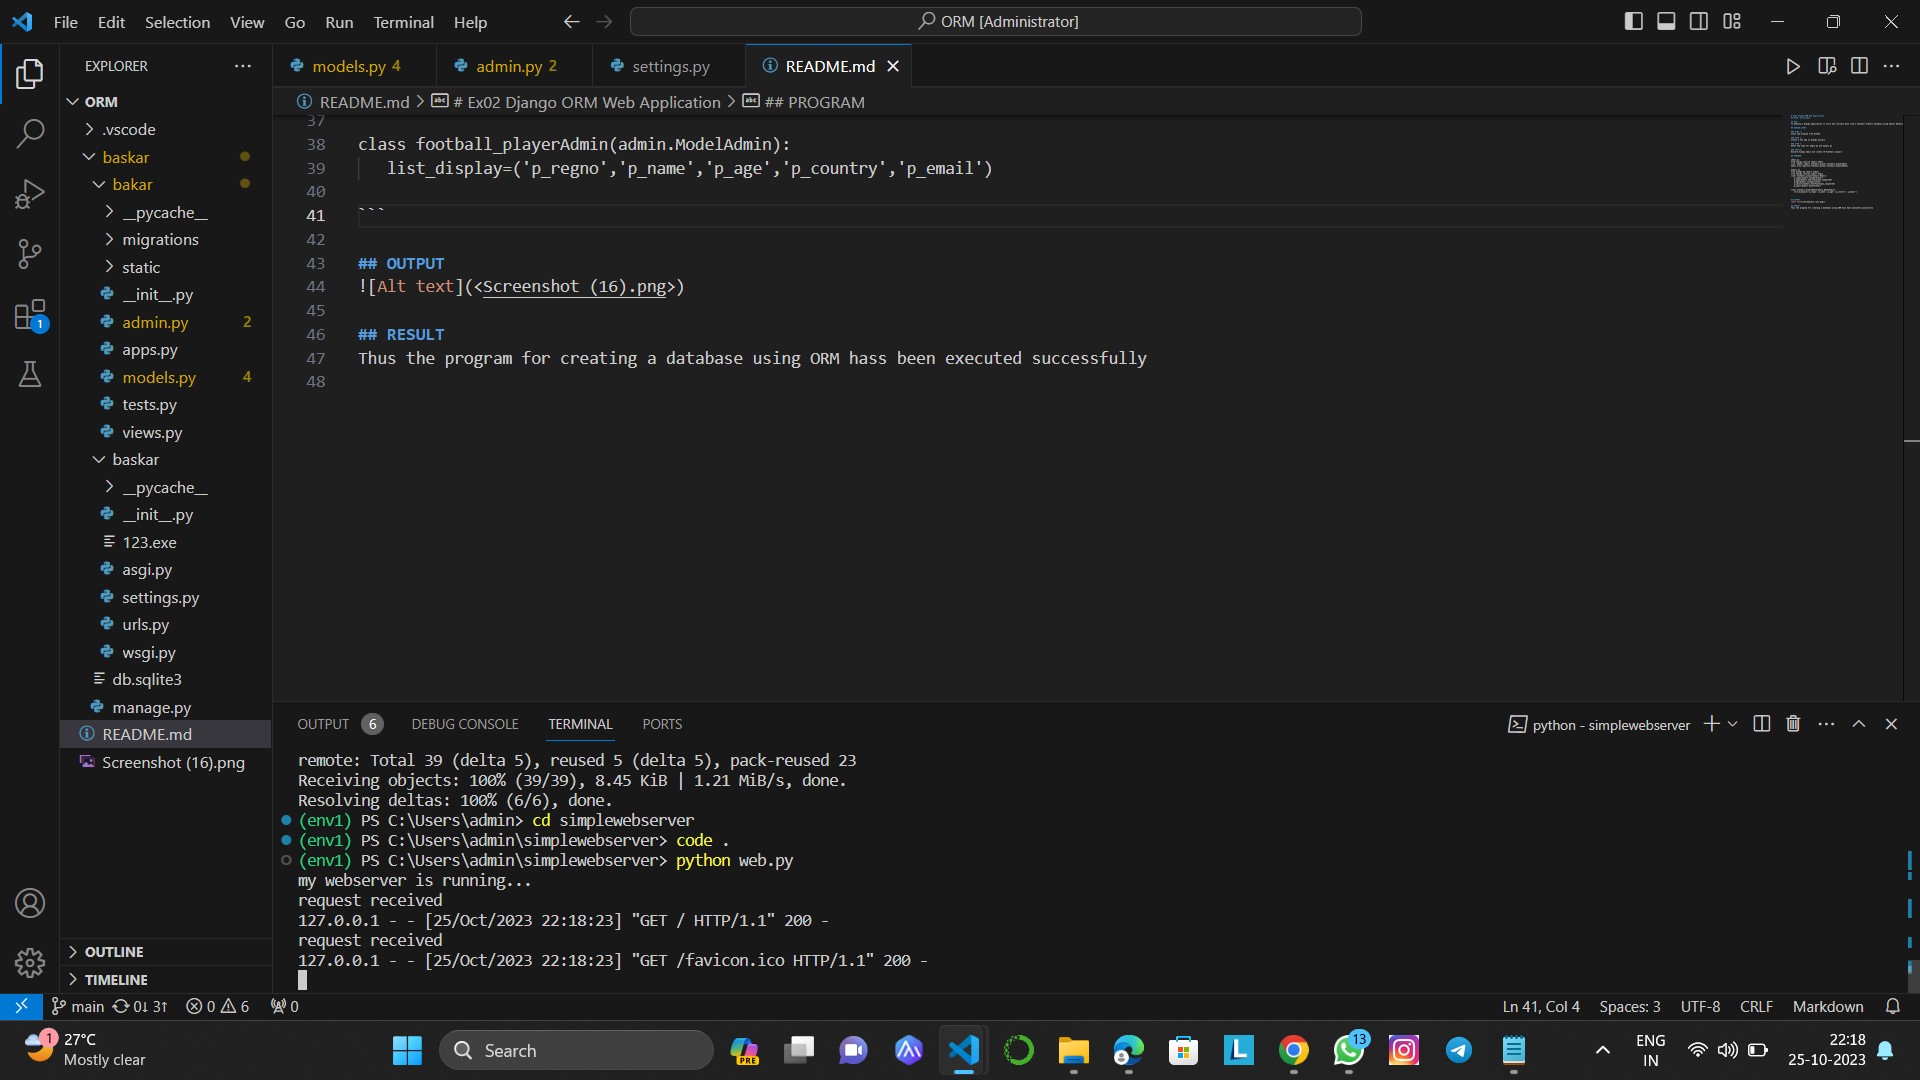 File Edit Selection View Go Run Terminal Help
ORM [Administrator]
EXPLORER
ORM
.vscode
baskar
bakar
__pycache__
migrations
static
__init__.py
admin.py 2
apps.py
models.py 4
tests.py
views.py
baskar
__pycache__
__init__.py
123.exe
asgi.py
settings.py
urls.py
wsgi.py
db.sqlite3
manage.py
README.md
Screenshot (16).png
OUTLINE
TIMELINE
1
models.py 4
admin.py 2
settings.py
README.md
README.md > # Ex02 Django ORM Web Application > ## PROGRAM
37
38 class football_playerAdmin(admin.ModelAdmin):
39 list_display=('p_regno','p_name','p_age','p_country','p_email')
40
41 ```
42
43 ## OUTPUT
44 ![Alt text](<Screenshot (16).png>)
45
46 ## RESULT
47 Thus the program for creating a database using ORM hass been executed successfully
48
OUTPUT 6 DEBUG CONSOLE TERMINAL PORTS
python - simplewebserver
remote: Total 39 (delta 5), reused 5 (delta 5), pack-reused 23
Receiving objects: 100% (39/39), 8.45 KiB | 1.21 MiB/s, done.
Resolving deltas: 100% (6/6), done.
(env1) PS C:\Users\admin> cd simplewebserver
(env1) PS C:\Users\admin\simplewebserver> code .
(env1) PS C:\Users\admin\simplewebserver> python web.py
my webserver is running...
request received
127.0.0.1 - - [25/Oct/2023 22:18:23] "GET / HTTP/1.1" 200 -
request received
127.0.0.1 - - [25/Oct/2023 22:18:23] "GET /favicon.ico HTTP/1.1" 200 -
main 0↓ 3↑ 0 6 0
Ln 41, Col 4 Spaces: 3 UTF-8 CRLF Markdown
1
27°C
Mostly clear
Search
PRE
L
13
ENG
IN
22:18
25-10-2023